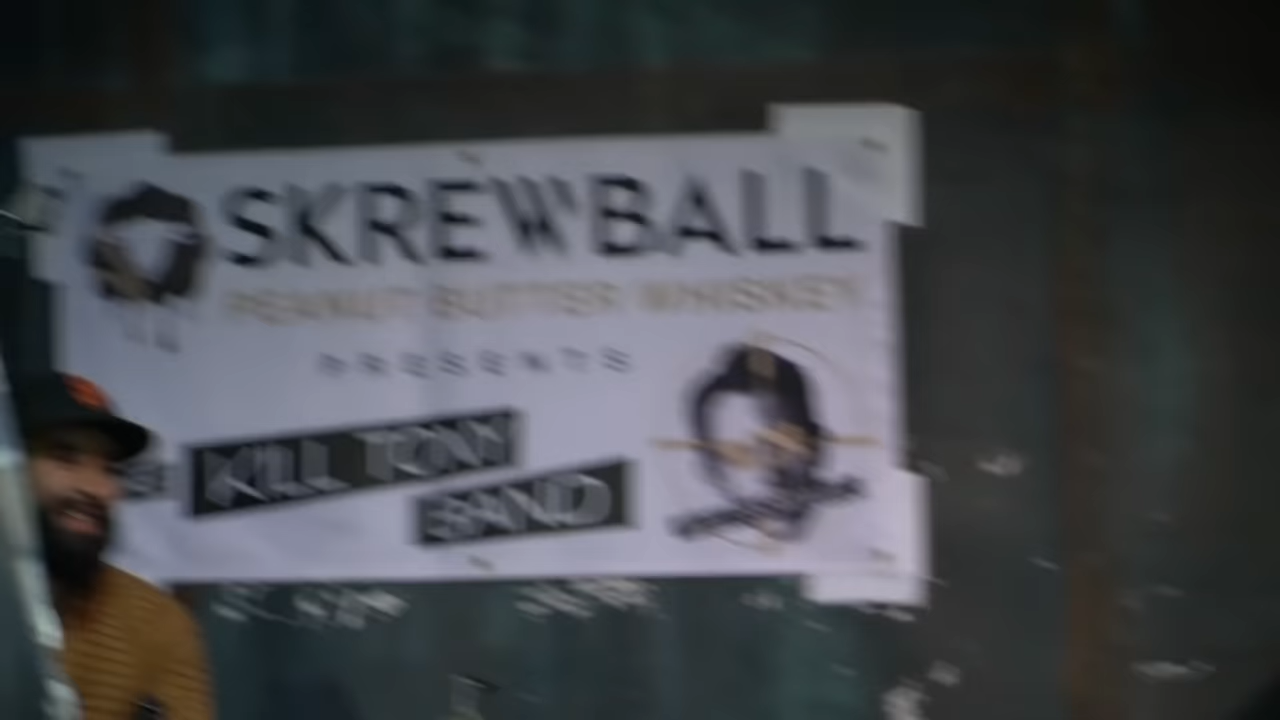 SKREWBALL
PEANUT BUTTER WHISKEY
PRESENTS
KILL TONY
BAND